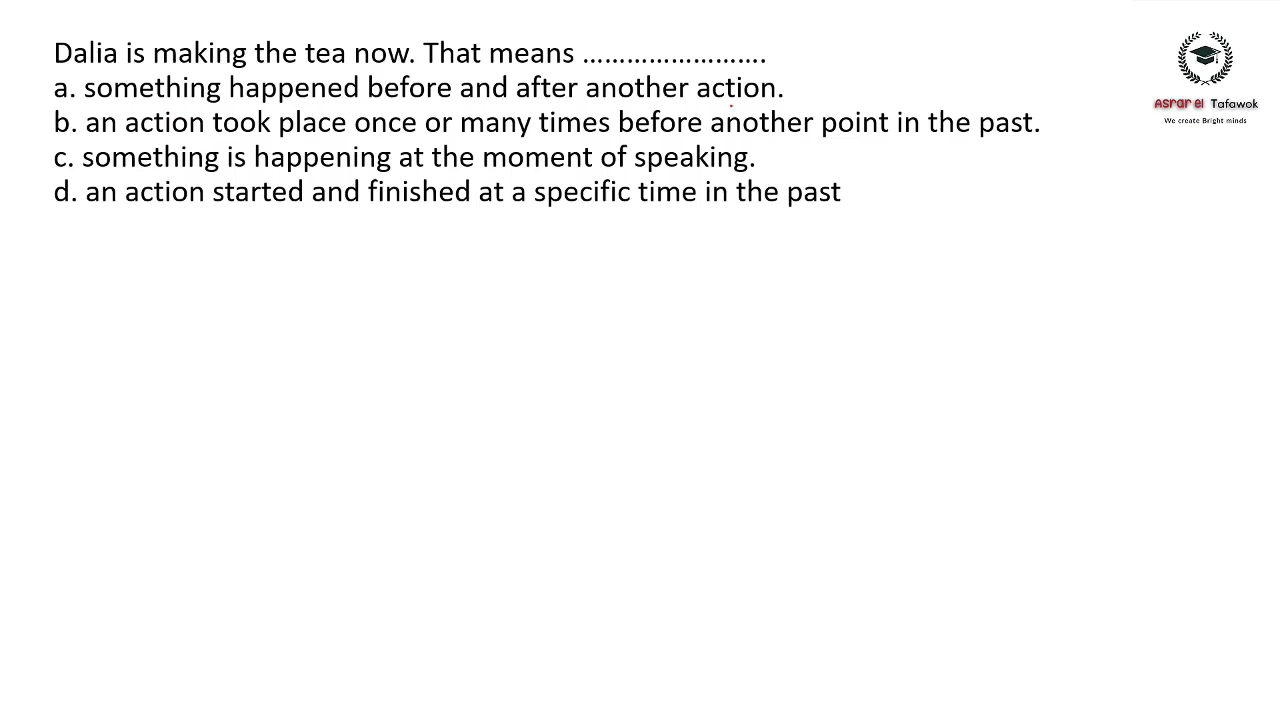 Dalia is making the tea now. That means …………………….
a. something happened before and after another action.
b. an action took place once or many times before another point in the past.
c. something is happening at the moment of speaking.
d. an action started and finished at a specific time in the past
Asrar el Tafawok
We create Bright minds